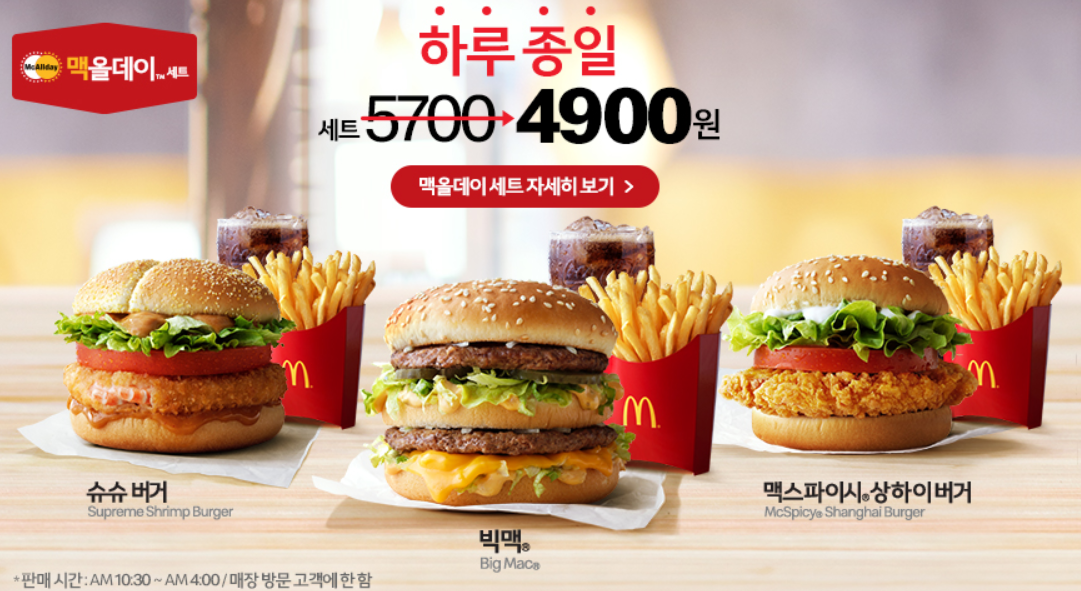 McAllday 맥올데이™ 세트
하루 종일
세트 5700 → 4900원
맥올데이 세트 자세히 보기 >
슈슈 버거
Supreme Shrimp Burger
빅맥®
Big Mac®
맥스파이시® 상하이 버거
McSpicy® Shanghai Burger
*판매 시간 : AM 10:30 ~ AM 4:00 / 매장 방문 고객에 한 함